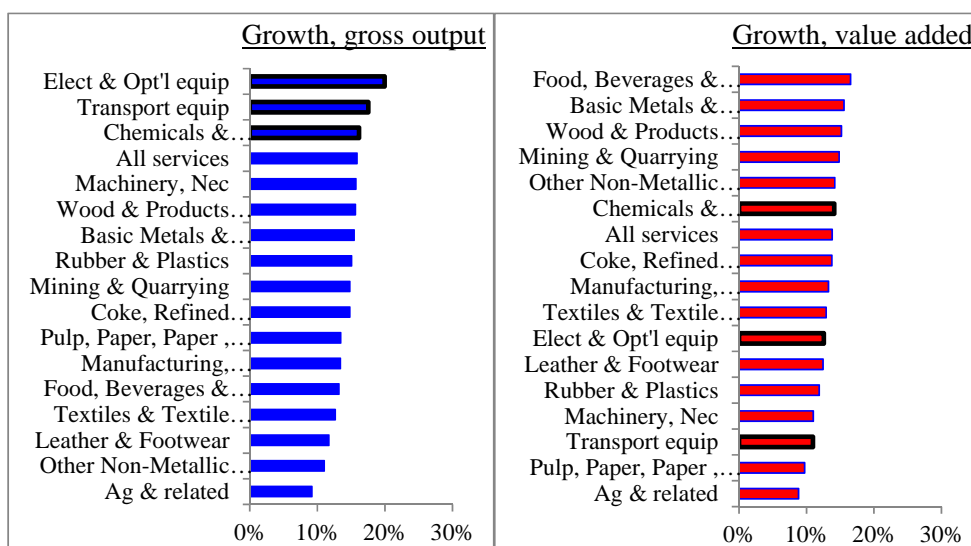 Growth, gross output
Elect & Opt'l equip
Transport equip
Chemicals &…
All services
Machinery, Nec
Wood & Products…
Basic Metals &…
Rubber & Plastics
Mining & Quarrying
Coke, Refined…
Pulp, Paper, Paper ,…
Manufacturing,…
Food, Beverages &…
Textiles & Textile…
Leather & Footwear
Other Non-Metallic…
Ag & related
0% 10% 20% 30%
Growth, value added
Food, Beverages &…
Basic Metals &…
Wood & Products…
Mining & Quarrying
Other Non-Metallic…
Chemicals &…
All services
Coke, Refined…
Manufacturing,…
Textiles & Textile…
Elect & Opt'l equip
Leather & Footwear
Rubber & Plastics
Machinery, Nec
Transport equip
Pulp, Paper, Paper ,…
Ag & related
0% 10% 20% 30%